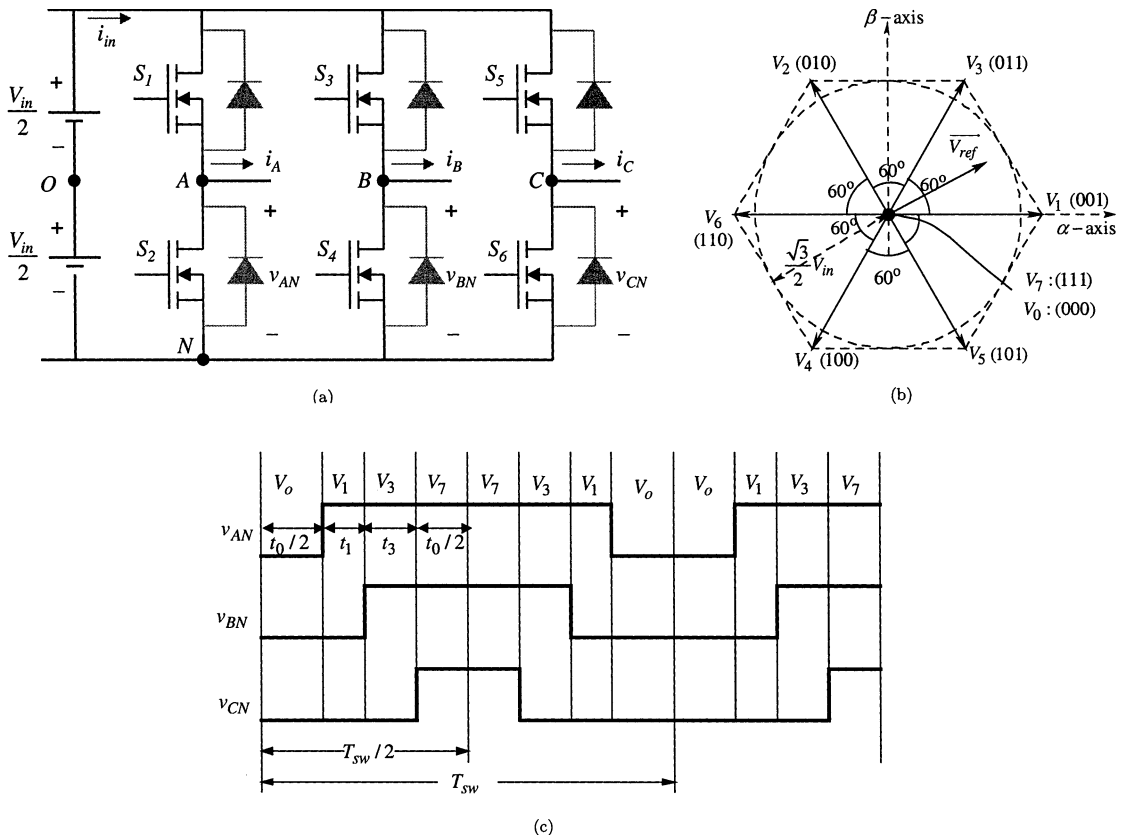 i_in
S_1
S_3
S_5
+
V_in/2
−
i_A
i_B
i_C
O
A
B
C
+
V_in/2
−
S_2
+
v_AN
−
S_4
+
v_BN
−
S_6
+
v_CN
−
N
(a)
β-axis
V_2 (010)
V_3 (011)
V_ref
60°
60°
60°
V_1 (001)
α-axis
V_6
(110)
60°
60°
√3/2 V_in
V_7 : (111)
V_0 : (000)
V_4 (100)
V_5 (101)
(b)
V_o V_1 V_3 V_7 V_7 V_3 V_1 V_o V_o V_1 V_3 V_7
v_AN
t_0 / 2 t_1 t_3 t_0 / 2
v_BN
v_CN
T_sw / 2
T_sw
(c)